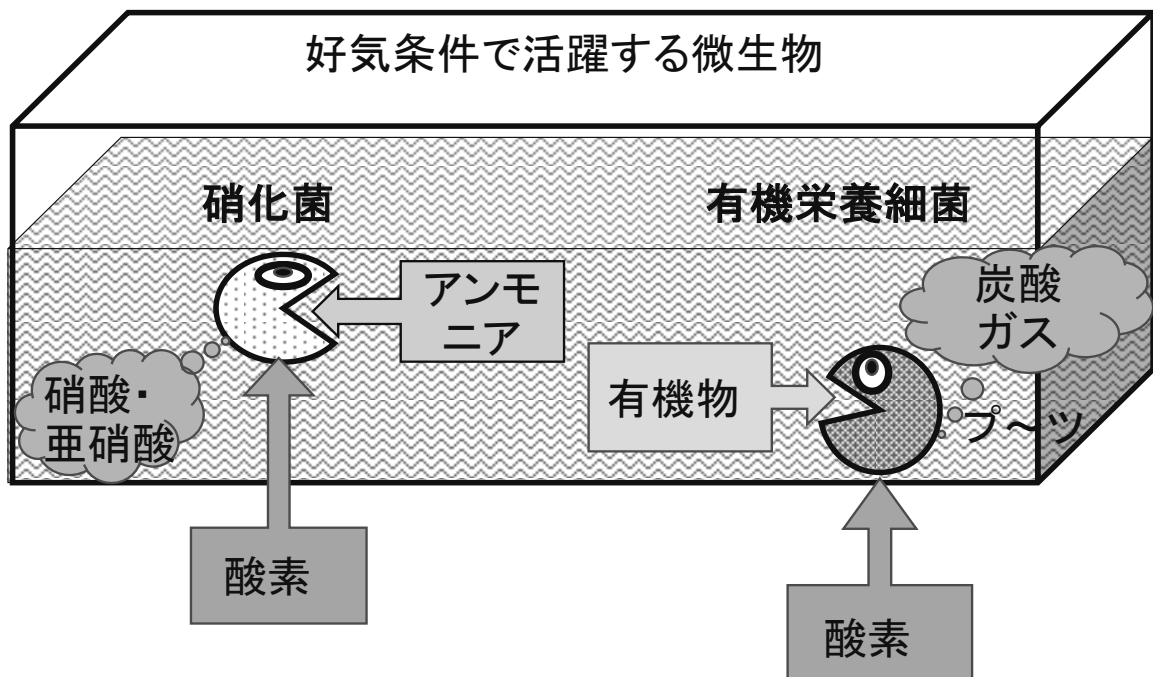 好気条件で活躍する微生物
硝化菌
有機栄養細菌
アンモ
ニア
炭酸
ガス
硝酸・
亜硝酸
有機物
プ～ツ
酸素
酸素